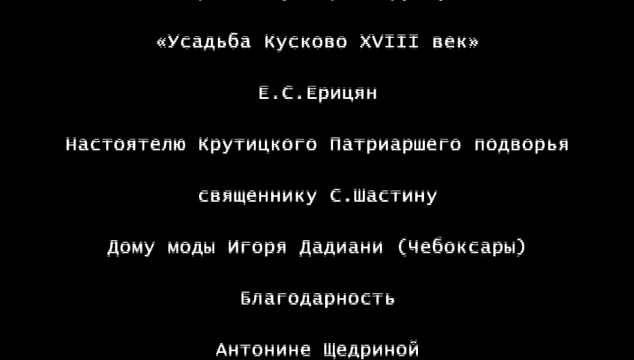 «Усадьба Кусково XVIII век»
Е.С.Ерицян
Настоятелю Крутицкого Патриаршего подворья
священнику С.Шастину
Дому моды Игоря Дадиани (Чебоксары)
Благодарность
Антонине Щедриной